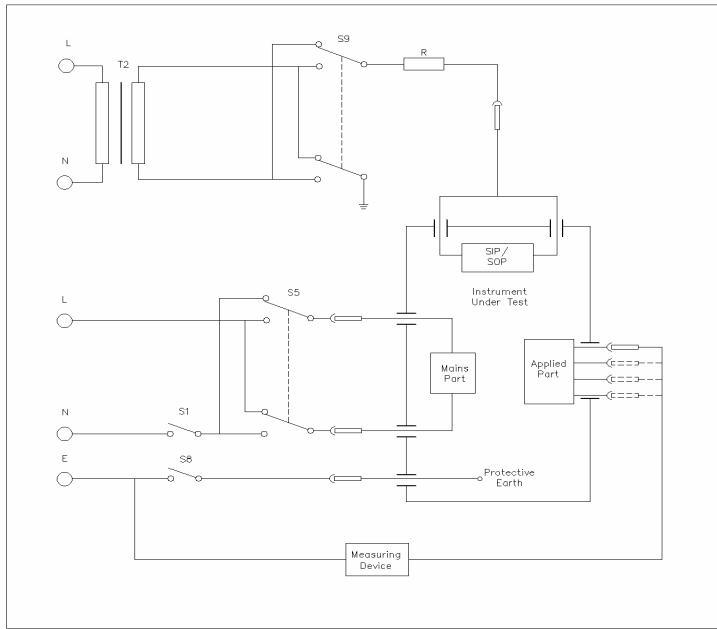 L
T2
S9
R
N
SIP/
SOP
Instrument
Under Test
L
S5
Mains
Part
Applied
Part
N
S1
E
S8
Protective
Earth
Measuring
Device